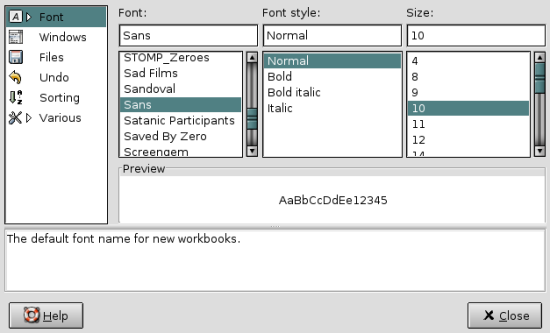 Font
Windows
Files
Undo
Sorting
Various
Font:
Sans
STOMP_Zeroes
Sad Films
Sandoval
Sans
Satanic Participants
Saved By Zero
Screengem
Font style:
Normal
Normal
Bold
Bold italic
Italic
Size:
10
4
8
9
10
11
12
14
Preview
AaBbCcDdEe12345
The default font name for new workbooks.
Help
Close